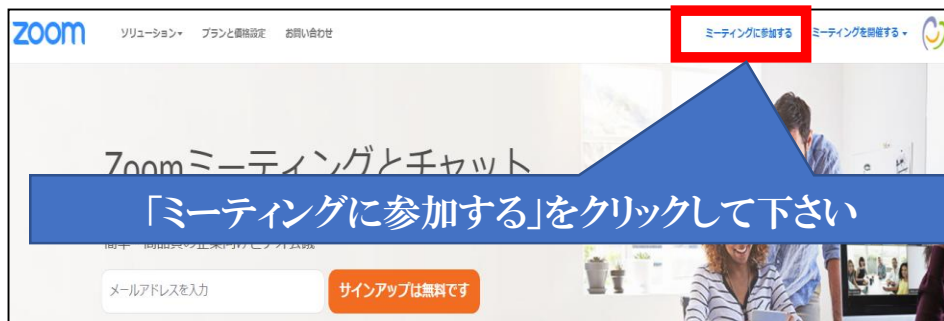 zoom ソリューション▾ プランと価格設定 お問い合わせ ミーティングに参加する ミーティングを開催する ▾
Zoomミーティングとチャット
「ミーティングに参加する」をクリックして下さい
メールアドレスを入力 サインアップは無料です